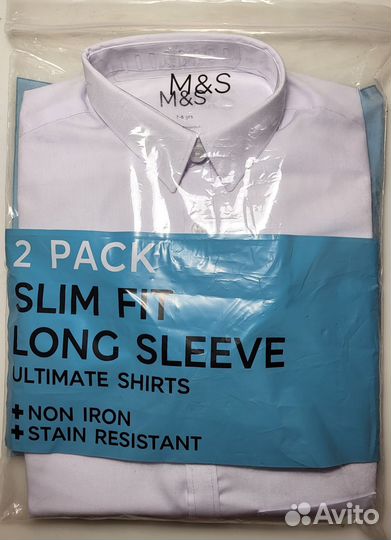 M&S
M&S
2 PACK
SLIM FIT
LONG SLEEVE
ULTIMATE SHIRTS
+ NON IRON
+ STAIN RESISTANT
Avito